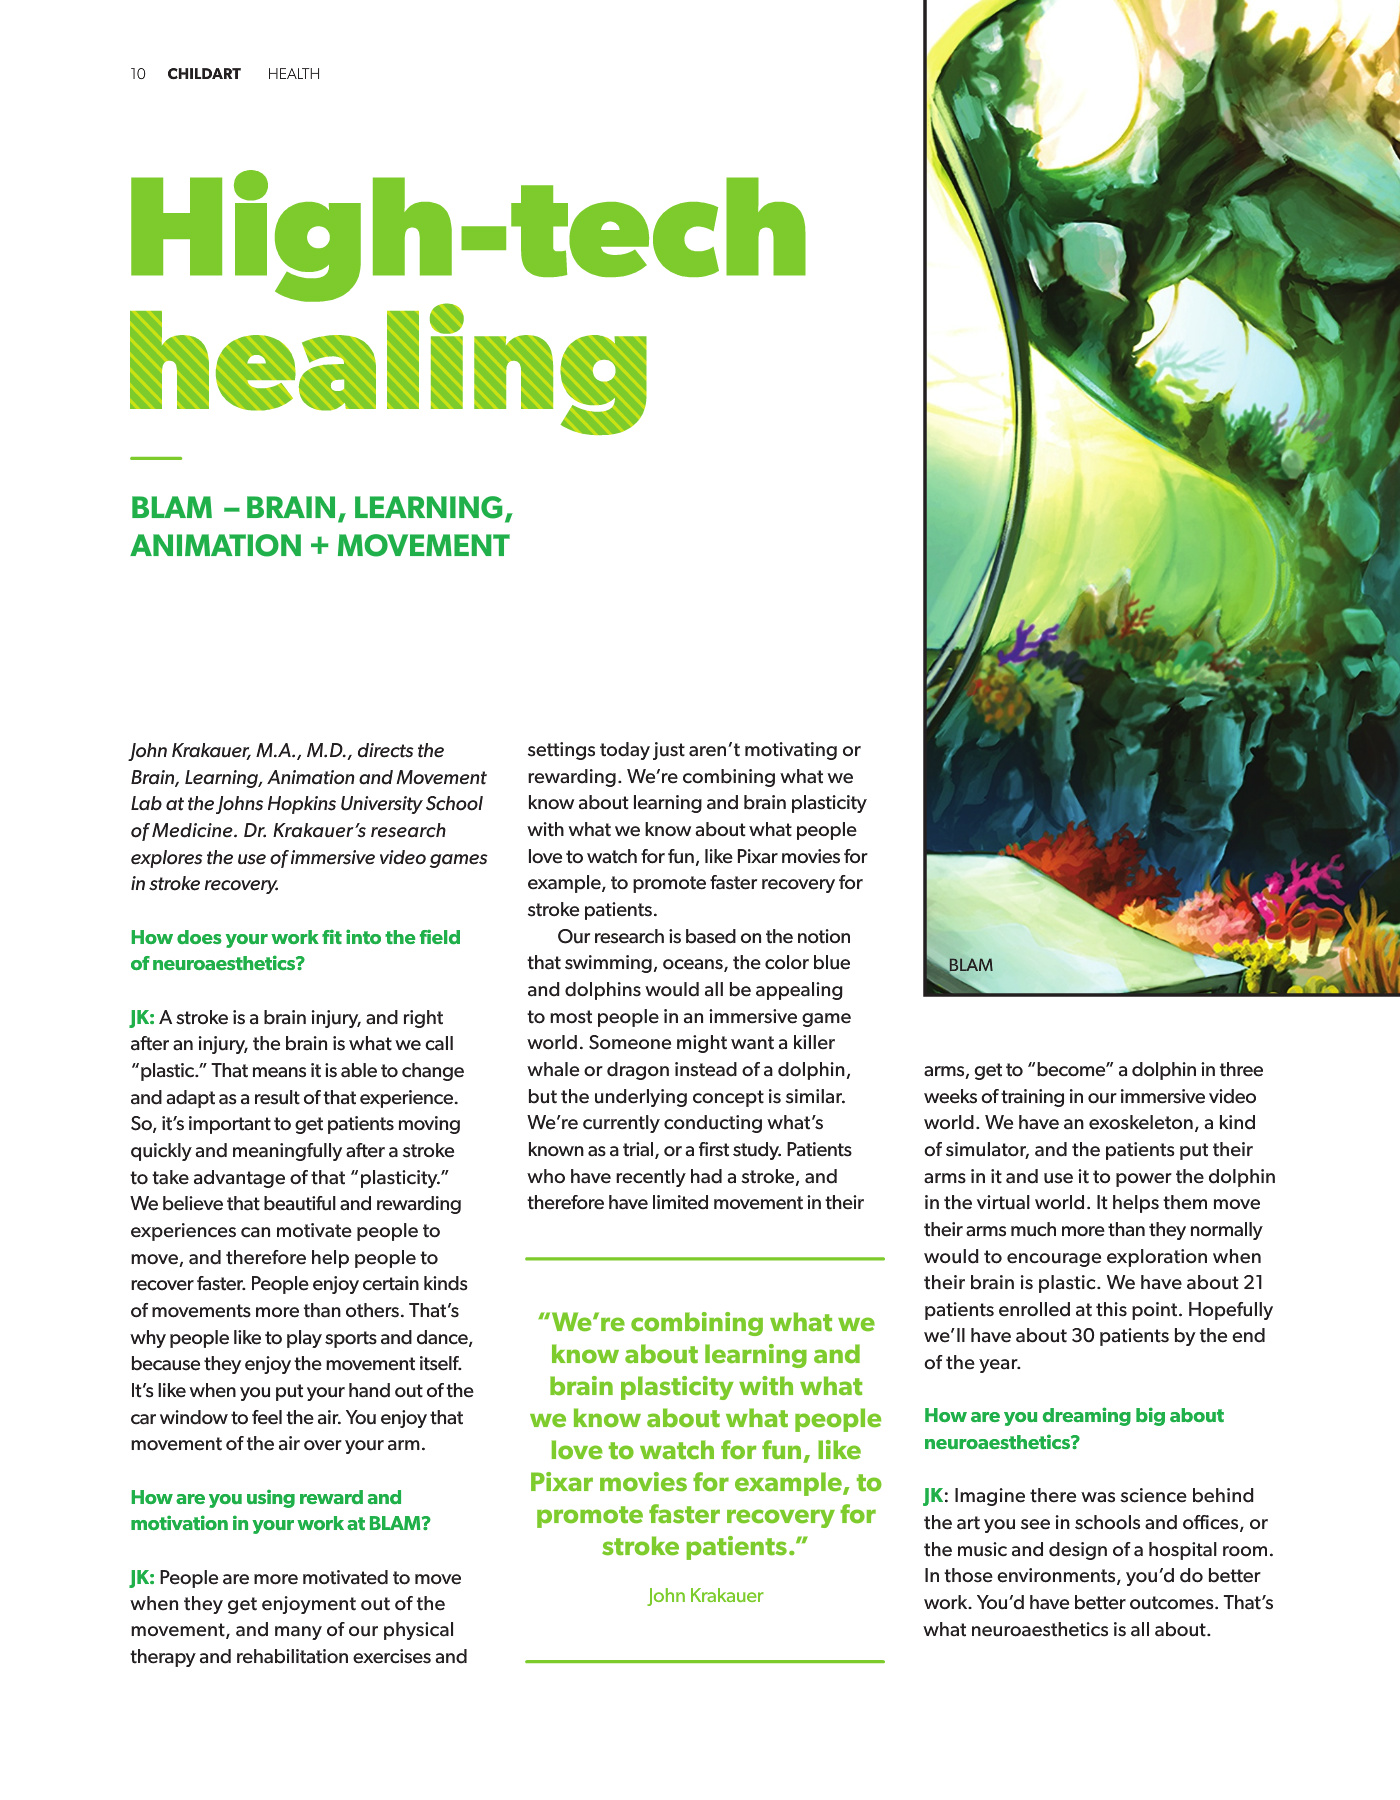 10 CHILDART HEALTH
High-tech
healing
BLAM – BRAIN, LEARNING,
ANIMATION + MOVEMENT
John Krakauer, M.A., M.D., directs the
Brain, Learning, Animation and Movement
Lab at the Johns Hopkins University School
of Medicine. Dr. Krakauer’s research
explores the use of immersive video games
in stroke recovery.
How does your work fit into the field
of neuroaesthetics?
JK: A stroke is a brain injury, and right
after an injury, the brain is what we call
“plastic.” That means it is able to change
and adapt as a result of that experience.
So, it’s important to get patients moving
quickly and meaningfully after a stroke
to take advantage of that “plasticity.”
We believe that beautiful and rewarding
experiences can motivate people to
move, and therefore help people to
recover faster. People enjoy certain kinds
of movements more than others. That’s
why people like to play sports and dance,
because they enjoy the movement itself.
It’s like when you put your hand out of the
car window to feel the air. You enjoy that
movement of the air over your arm.
How are you using reward and
motivation in your work at BLAM?
JK: People are more motivated to move
when they get enjoyment out of the
movement, and many of our physical
therapy and rehabilitation exercises and
settings today just aren’t motivating or
rewarding. We’re combining what we
know about learning and brain plasticity
with what we know about what people
love to watch for fun, like Pixar movies for
example, to promote faster recovery for
stroke patients.
Our research is based on the notion
that swimming, oceans, the color blue
and dolphins would all be appealing
to most people in an immersive game
world. Someone might want a killer
whale or dragon instead of a dolphin,
but the underlying concept is similar.
We’re currently conducting what’s
known as a trial, or a first study. Patients
who have recently had a stroke, and
therefore have limited movement in their
“We’re combining what we
know about learning and
brain plasticity with what
we know about what people
love to watch for fun, like
Pixar movies for example, to
promote faster recovery for
stroke patients.”
John Krakauer
BLAM
arms, get to “become” a dolphin in three
weeks of training in our immersive video
world. We have an exoskeleton, a kind
of simulator, and the patients put their
arms in it and use it to power the dolphin
in the virtual world. It helps them move
their arms much more than they normally
would to encourage exploration when
their brain is plastic. We have about 21
patients enrolled at this point. Hopefully
we’ll have about 30 patients by the end
of the year.
How are you dreaming big about
neuroaesthetics?
JK: Imagine there was science behind
the art you see in schools and offices, or
the music and design of a hospital room.
In those environments, you’d do better
work. You’d have better outcomes. That’s
what neuroaesthetics is all about.